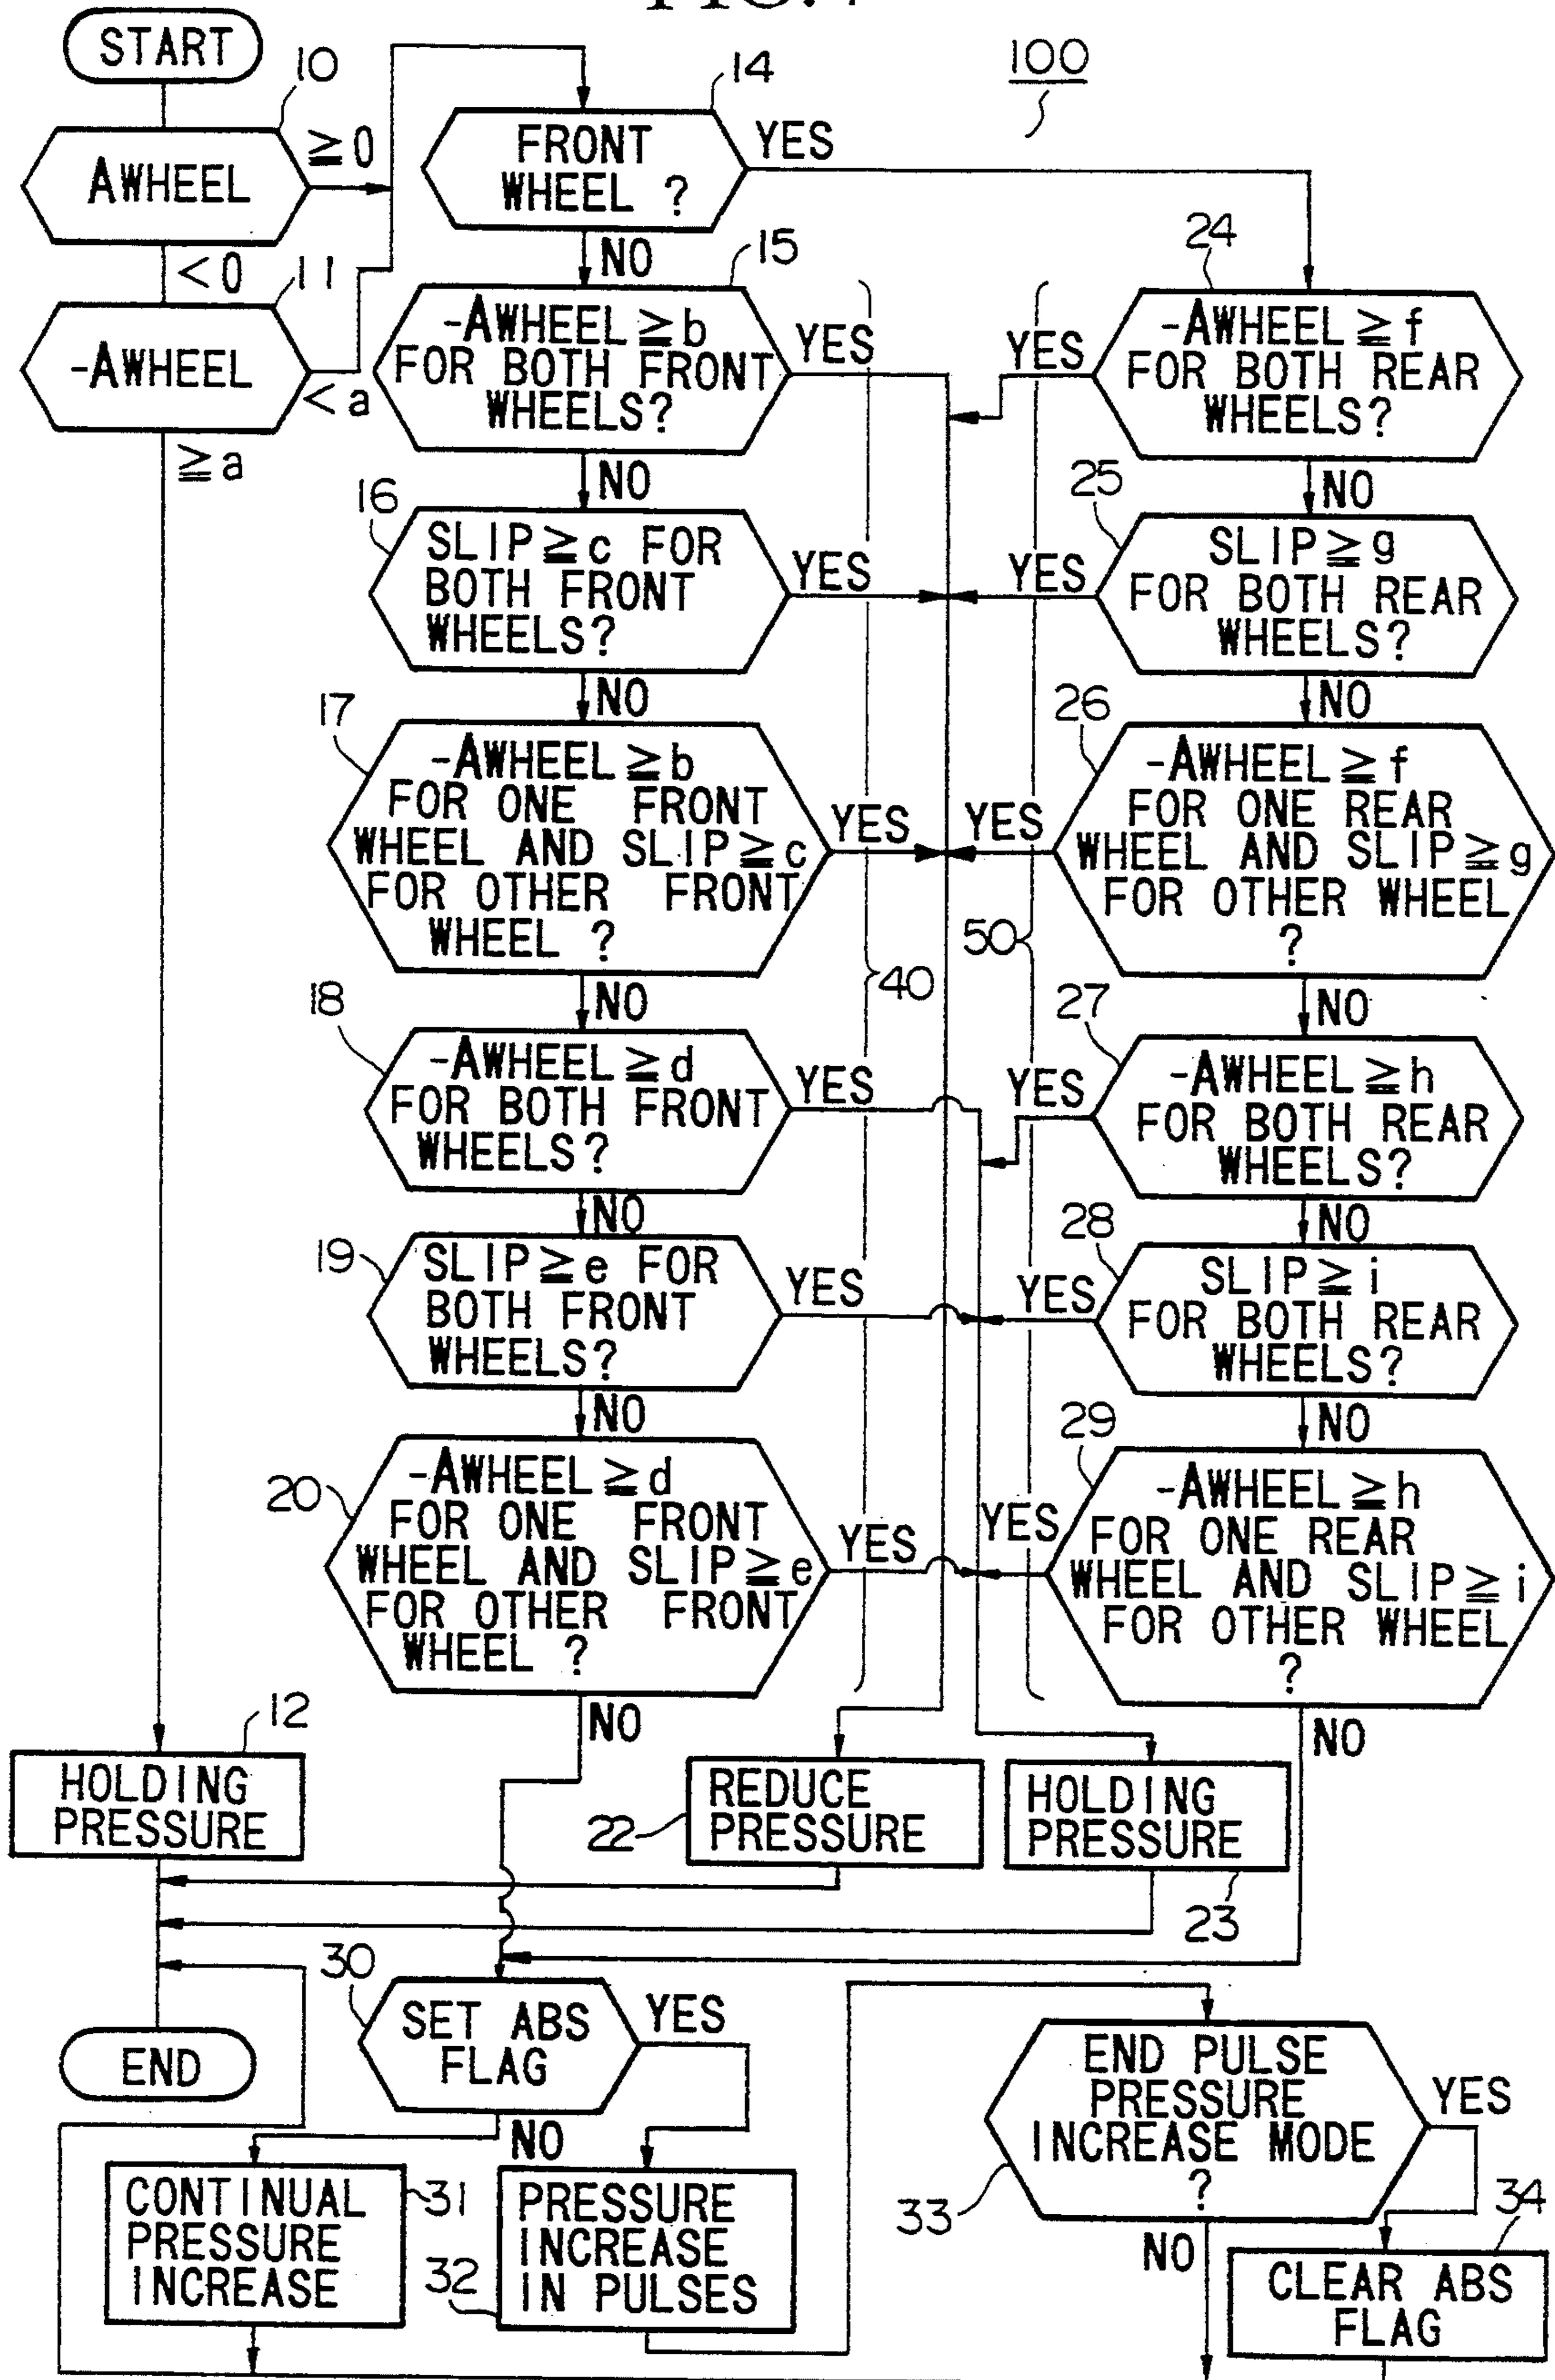 START
10
AWHEEL
≧0
<0
11
-AWHEEL
<a
≧a
100
14
FRONT
WHEEL ?
YES
NO
15
-AWHEEL≧b
FOR BOTH FRONT
WHEELS?
YES
NO
16
SLIP≧c FOR
BOTH FRONT
WHEELS?
YES
NO
17
-AWHEEL≧b
FOR ONE FRONT
WHEEL AND SLIP≧c
FOR OTHER FRONT
WHEEL ?
YES
NO
40
18
-AWHEEL≧d
FOR BOTH FRONT
WHEELS?
YES
NO
19
SLIP≧e FOR
BOTH FRONT
WHEELS?
YES
NO
20
-AWHEEL≧d
FOR ONE FRONT
WHEEL AND SLIP≧e
FOR OTHER FRONT
WHEEL ?
YES
NO
24
-AWHEEL≧f
FOR BOTH REAR
WHEELS?
YES
NO
25
SLIP≧g
FOR BOTH REAR
WHEELS?
YES
NO
26
-AWHEEL≧f
FOR ONE REAR
WHEEL AND SLIP≧g
FOR OTHER WHEEL
?
YES
NO
50
27
-AWHEEL≧h
FOR BOTH REAR
WHEELS?
YES
NO
28
SLIP≧i
FOR BOTH REAR
WHEELS?
YES
NO
29
-AWHEEL≧h
FOR ONE REAR
WHEEL AND SLIP≧i
FOR OTHER WHEEL
?
YES
NO
12
HOLDING
PRESSURE
22
REDUCE
PRESSURE
HOLDING
PRESSURE
23
END
30
SET ABS
FLAG
YES
NO
CONTINUAL
PRESSURE
INCREASE
31
32
PRESSURE
INCREASE
IN PULSES
END PULSE
PRESSURE
INCREASE MODE
?
33
YES
NO
34
CLEAR ABS
FLAG